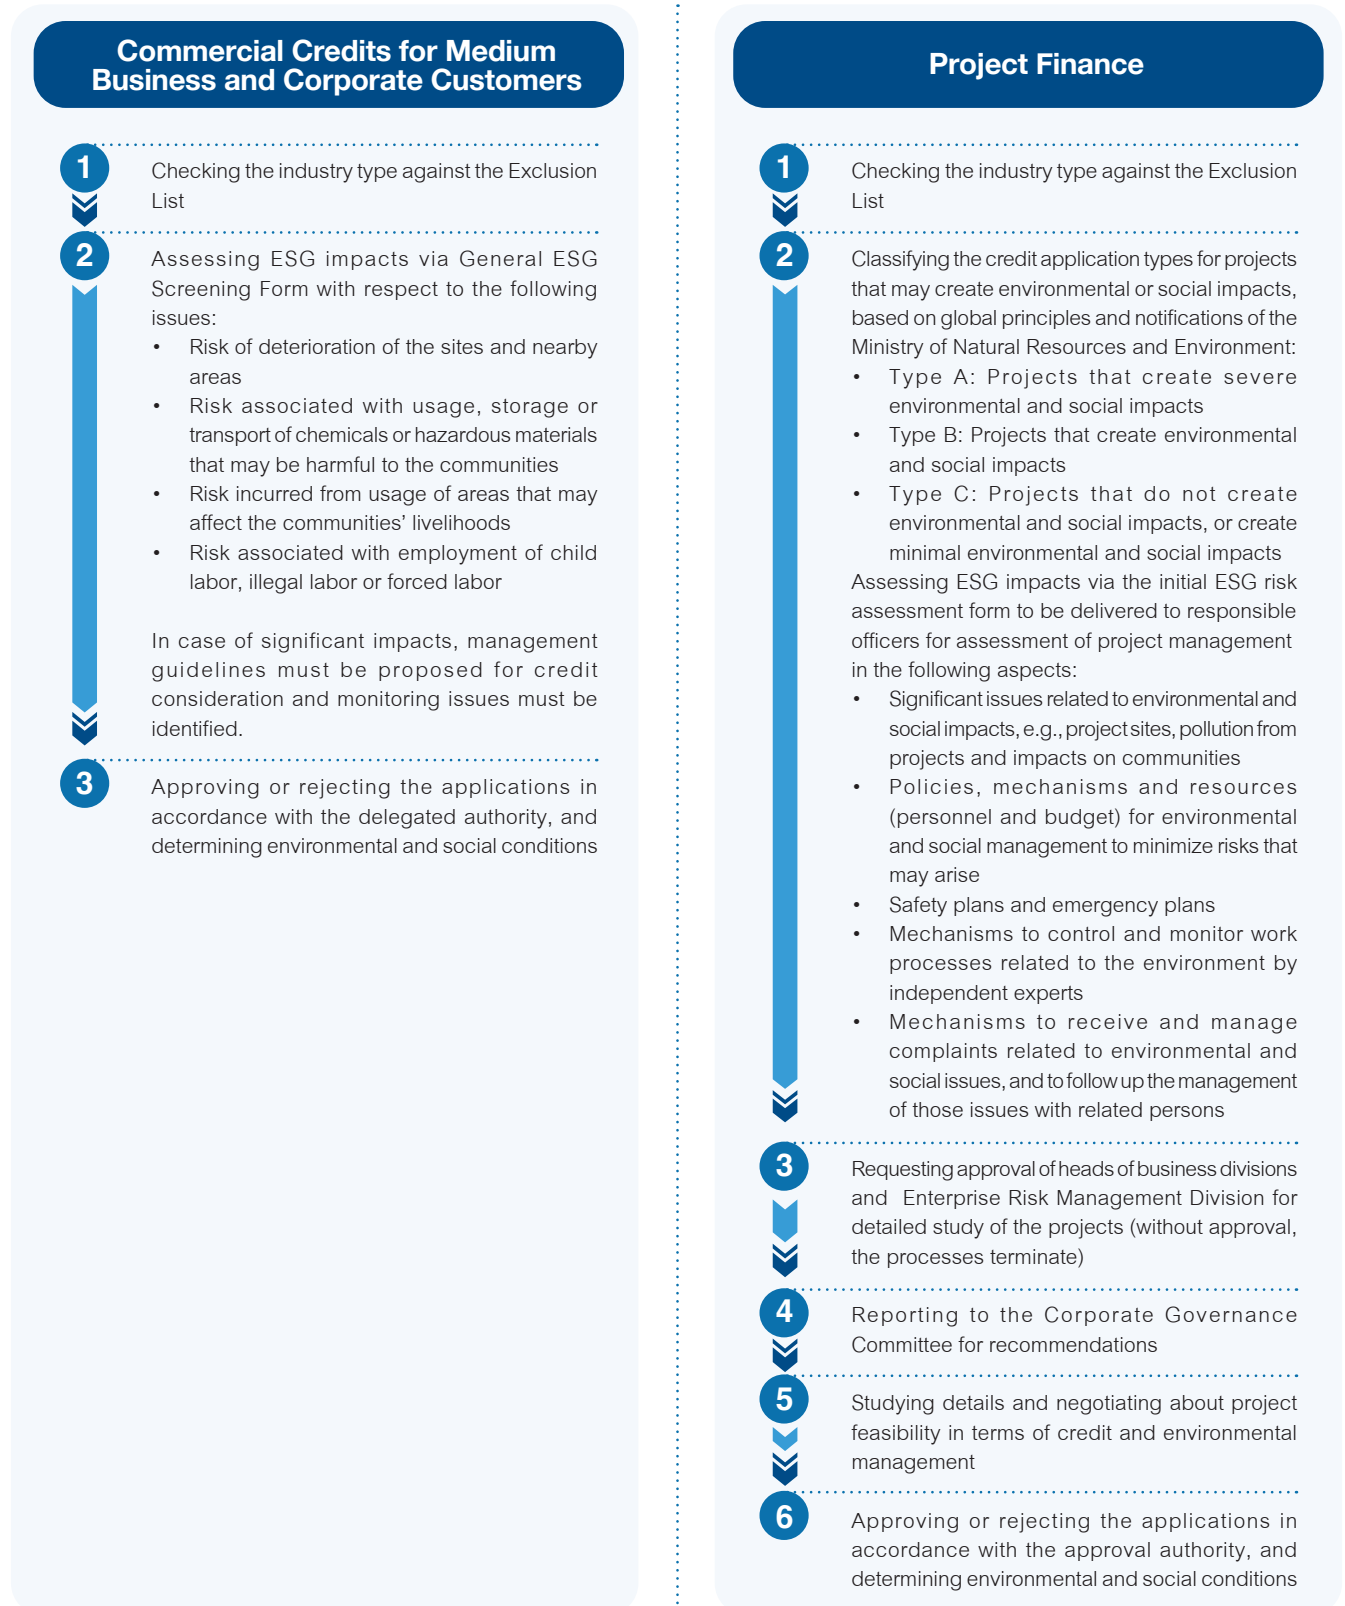 Commercial Credits for Medium
Business and Corporate Customers
1
Checking the industry type against the Exclusion
List
2
Assessing ESG impacts via General ESG
Screening Form with respect to the following
issues:
• Risk of deterioration of the sites and nearby
areas
• Risk associated with usage, storage or
transport of chemicals or hazardous materials
that may be harmful to the communities
• Risk incurred from usage of areas that may
affect the communities’ livelihoods
• Risk associated with employment of child
labor, illegal labor or forced labor
In case of significant impacts, management
guidelines must be proposed for credit
consideration and monitoring issues must be
identified.
3
Approving or rejecting the applications in
accordance with the delegated authority, and
determining environmental and social conditions
Project Finance
1
Checking the industry type against the Exclusion
List
2
Classifying the credit application types for projects
that may create environmental or social impacts,
based on global principles and notifications of the
Ministry of Natural Resources and Environment:
• Type A: Projects that create severe
environmental and social impacts
• Type B: Projects that create environmental
and social impacts
• Type C: Projects that do not create
environmental and social impacts, or create
minimal environmental and social impacts
Assessing ESG impacts via the initial ESG risk
assessment form to be delivered to responsible
officers for assessment of project management
in the following aspects:
• Significant issues related to environmental and
social impacts, e.g., project sites, pollution from
projects and impacts on communities
• Policies, mechanisms and resources
(personnel and budget) for environmental
and social management to minimize risks that
may arise
• Safety plans and emergency plans
• Mechanisms to control and monitor work
processes related to the environment by
independent experts
• Mechanisms to receive and manage
complaints related to environmental and
social issues, and to follow up the management
of those issues with related persons
3
Requesting approval of heads of business divisions
and Enterprise Risk Management Division for
detailed study of the projects (without approval,
the processes terminate)
4
Reporting to the Corporate Governance
Committee for recommendations
5
Studying details and negotiating about project
feasibility in terms of credit and environmental
management
6
Approving or rejecting the applications in
accordance with the approval authority, and
determining environmental and social conditions